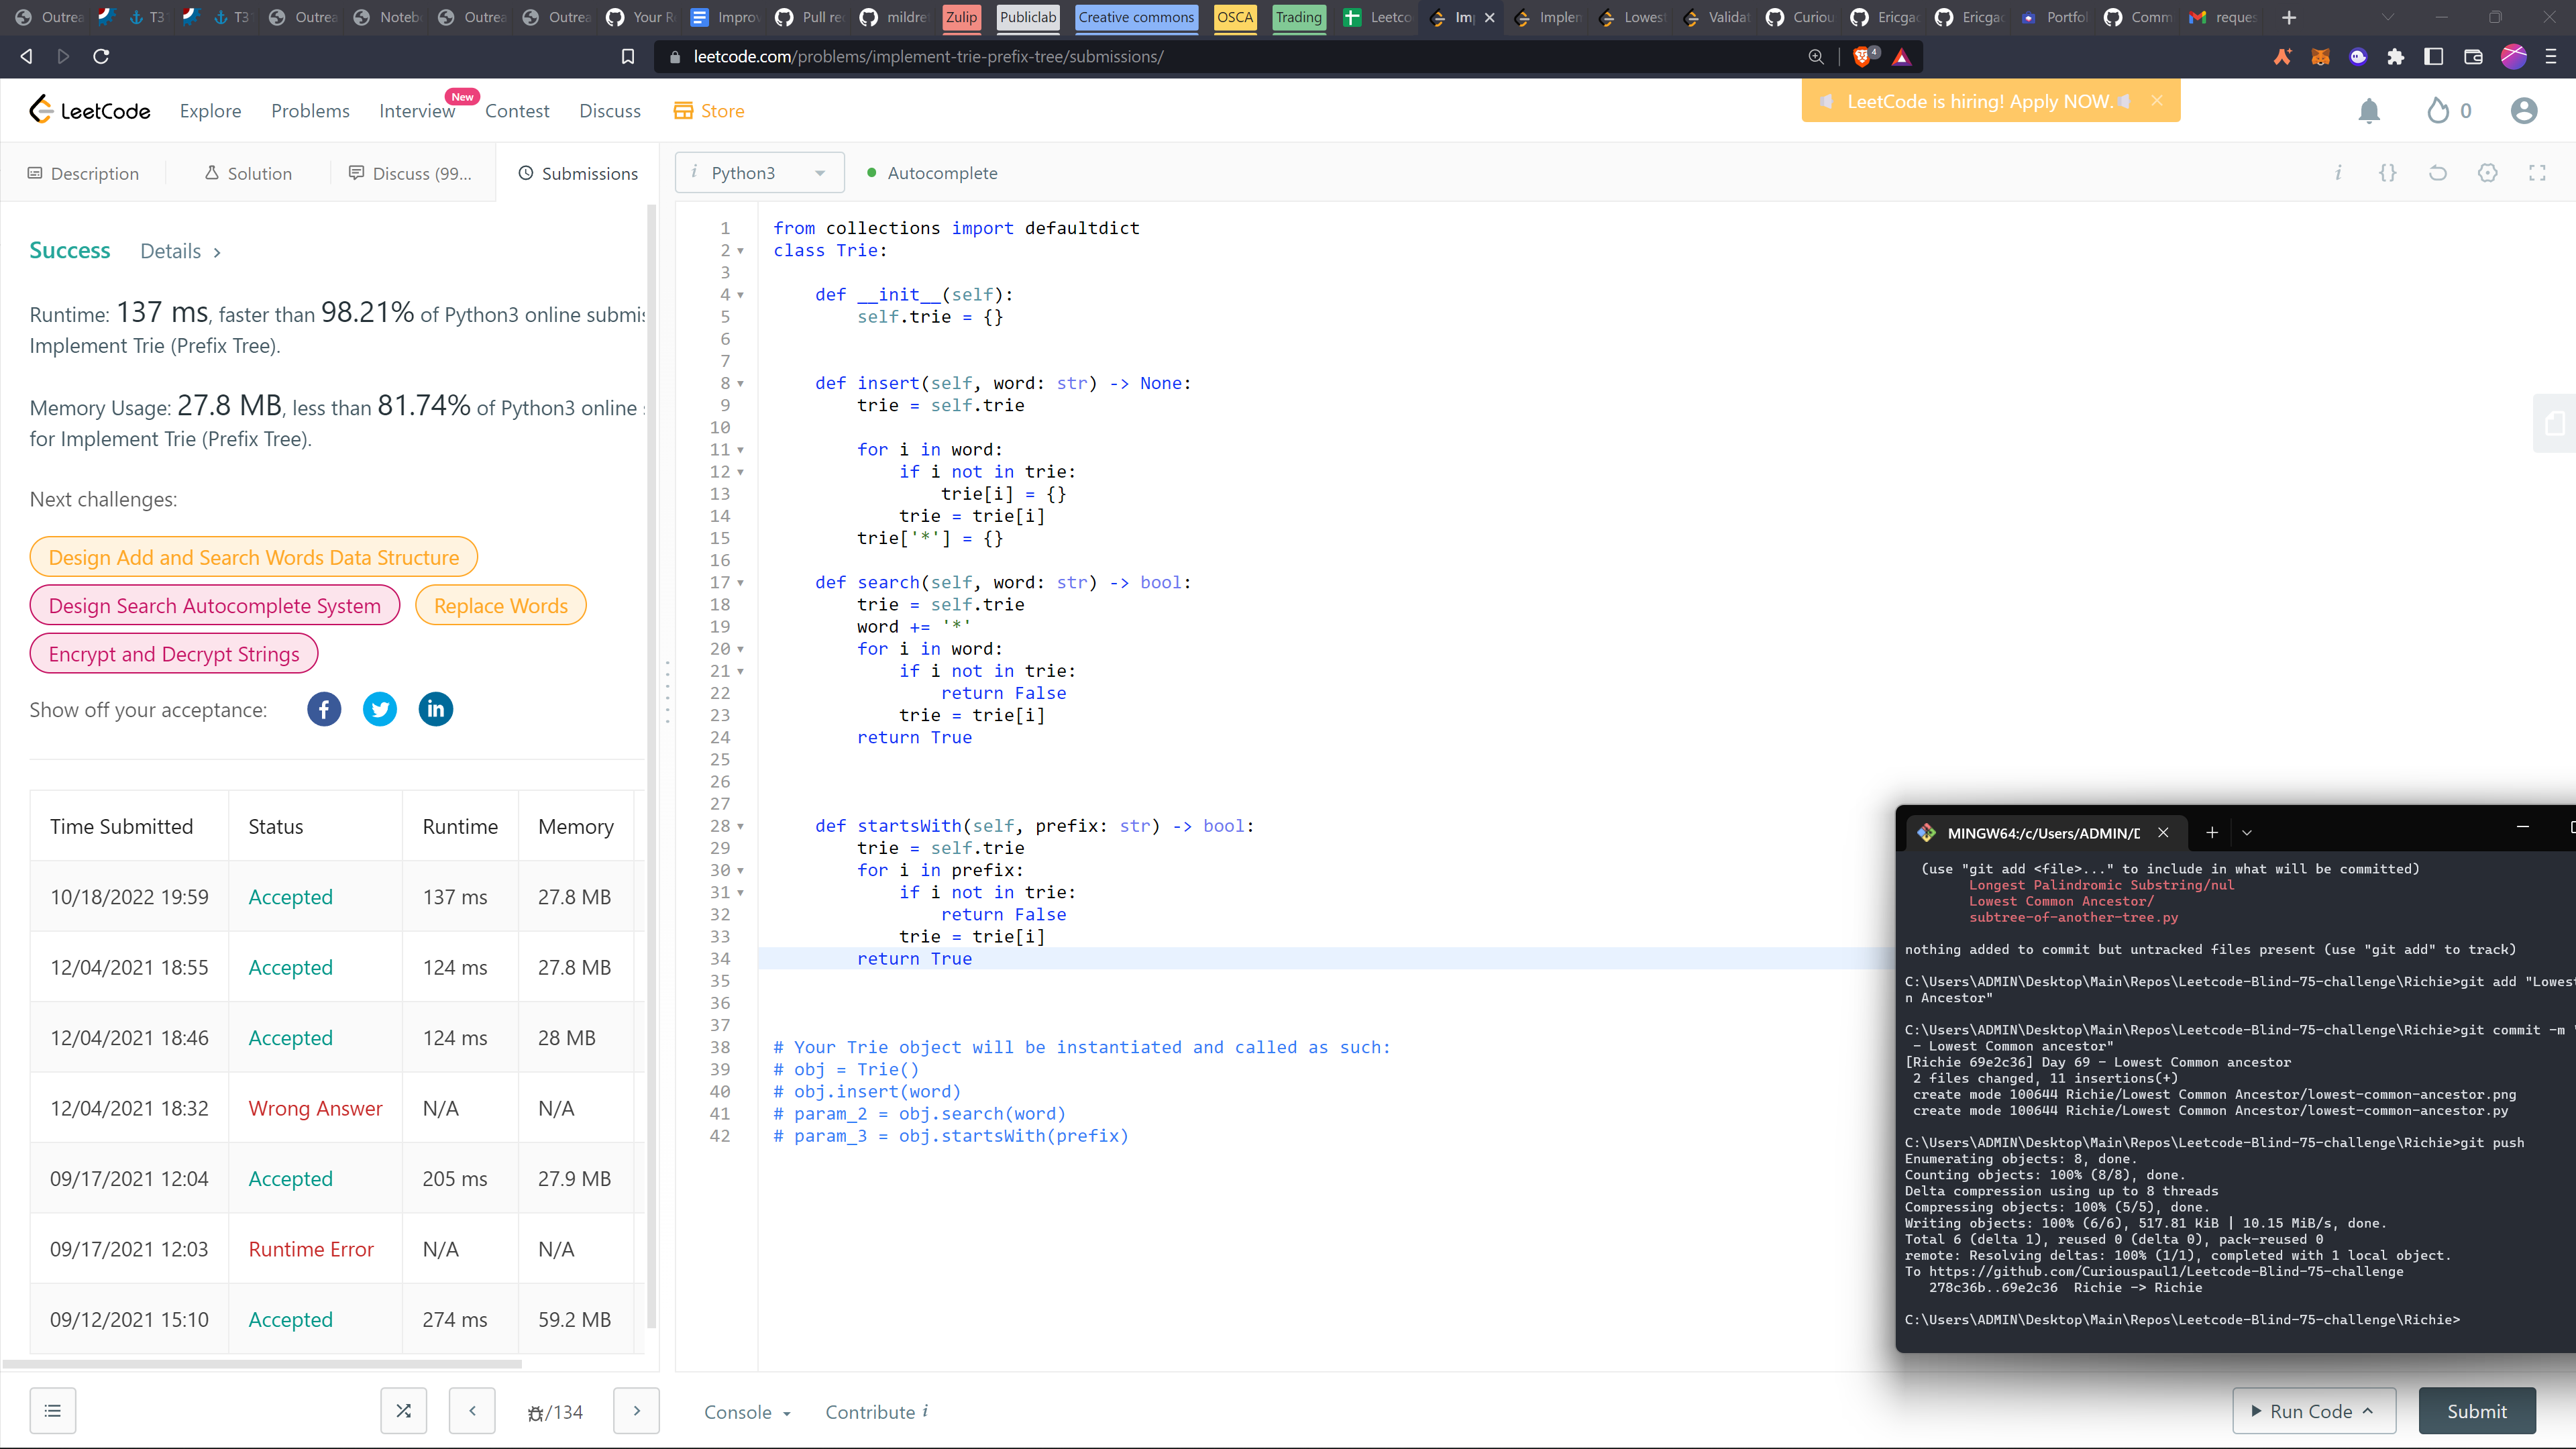 Outrea T3 T3 Outrea Noteb Outrea Outrea Your R Improv Pull re mildre Zulip Publiclab Creative commons OSCA Trading Leetco Im Implem Lowest Validat Curiou Ericga Ericga Portfol Comm reques
leetcode.com/problems/implement-trie-prefix-tree/submissions/ 4
LeetCode Explore Problems Interview New Contest Discuss Store LeetCode is hiring! Apply NOW. 0
Description Solution Discuss (99... Submissions i Python3 Autocomplete i {}
Success Details >
Runtime: 137 ms, faster than 98.21% of Python3 online submis
Implement Trie (Prefix Tree).
Memory Usage: 27.8 MB, less than 81.74% of Python3 online s
for Implement Trie (Prefix Tree).
Next challenges:
Design Add and Search Words Data Structure
Design Search Autocomplete System Replace Words
Encrypt and Decrypt Strings
Show off your acceptance: f in
Time Submitted Status Runtime Memory
10/18/2022 19:59 Accepted 137 ms 27.8 MB
12/04/2021 18:55 Accepted 124 ms 27.8 MB
12/04/2021 18:46 Accepted 124 ms 28 MB
12/04/2021 18:32 Wrong Answer N/A N/A
09/17/2021 12:04 Accepted 205 ms 27.9 MB
09/17/2021 12:03 Runtime Error N/A N/A
09/12/2021 15:10 Accepted 274 ms 59.2 MB
1 from collections import defaultdict
2 class Trie:
3
4 def __init__(self):
5 self.trie = {}
6
7
8 def insert(self, word: str) -> None:
9 trie = self.trie
10
11 for i in word:
12 if i not in trie:
13 trie[i] = {}
14 trie = trie[i]
15 trie['*'] = {}
16
17 def search(self, word: str) -> bool:
18 trie = self.trie
19 word += '*'
20 for i in word:
21 if i not in trie:
22 return False
23 trie = trie[i]
24 return True
25
26
27
28 def startsWith(self, prefix: str) -> bool:
29 trie = self.trie
30 for i in prefix:
31 if i not in trie:
32 return False
33 trie = trie[i]
34 return True
35
36
37
38 # Your Trie object will be instantiated and called as such:
39 # obj = Trie()
40 # obj.insert(word)
41 # param_2 = obj.search(word)
42 # param_3 = obj.startsWith(prefix)
MINGW64:/c/Users/ADMIN/D
(use "git add <file>..." to include in what will be committed)
Longest Palindromic Substring/nul
Lowest Common Ancestor/
subtree-of-another-tree.py
nothing added to commit but untracked files present (use "git add" to track)
C:\Users\ADMIN\Desktop\Main\Repos\Leetcode-Blind-75-challenge\Richie>git add "Lowest
n Ancestor"
C:\Users\ADMIN\Desktop\Main\Repos\Leetcode-Blind-75-challenge\Richie>git commit -m "
- Lowest Common ancestor"
[Richie 69e2c36] Day 69 - Lowest Common ancestor
2 files changed, 11 insertions(+)
create mode 100644 Richie/Lowest Common Ancestor/lowest-common-ancestor.png
create mode 100644 Richie/Lowest Common Ancestor/lowest-common-ancestor.py
C:\Users\ADMIN\Desktop\Main\Repos\Leetcode-Blind-75-challenge\Richie>git push
Enumerating objects: 8, done.
Counting objects: 100% (8/8), done.
Delta compression using up to 8 threads
Compressing objects: 100% (5/5), done.
Writing objects: 100% (6/6), 517.81 KiB | 10.15 MiB/s, done.
Total 6 (delta 1), reused 0 (delta 0), pack-reused 0
remote: Resolving deltas: 100% (1/1), completed with 1 local object.
To https://github.com/Curiouspaul1/Leetcode-Blind-75-challenge
278c36b..69e2c36 Richie -> Richie
C:\Users\ADMIN\Desktop\Main\Repos\Leetcode-Blind-75-challenge\Richie>
/134 Console Contribute i Run Code Submit